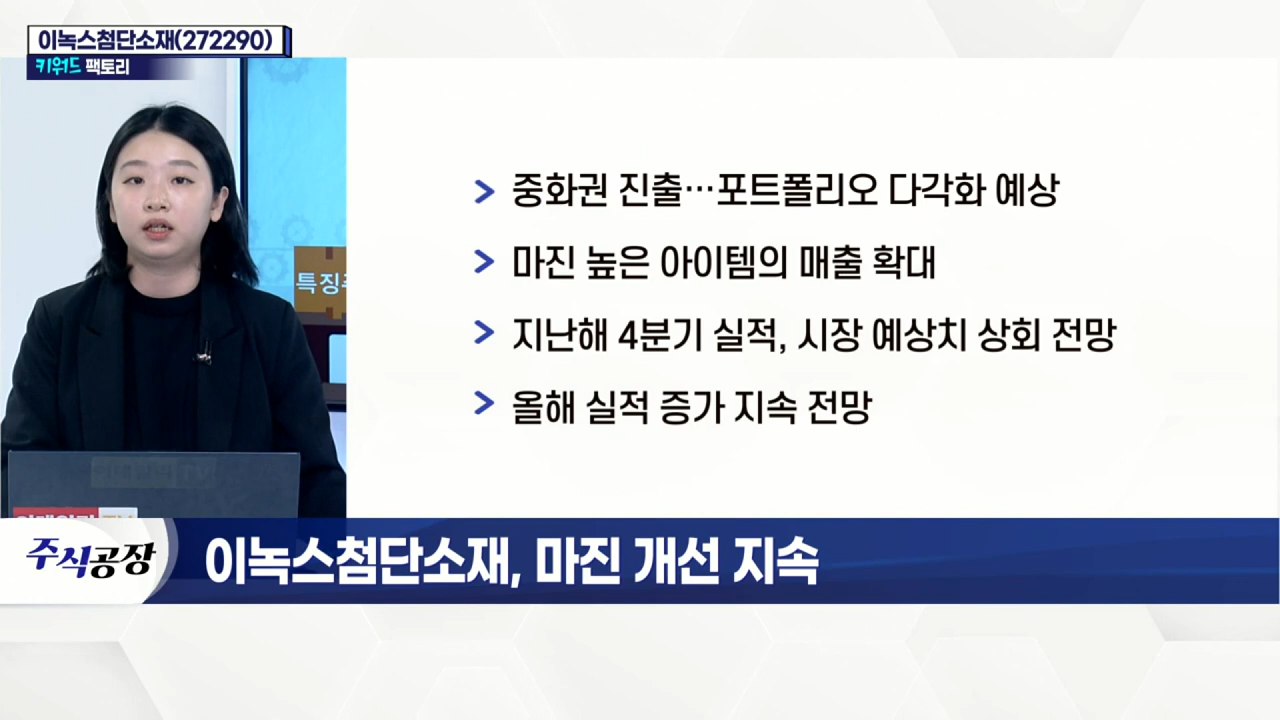 이녹스첨단소재(272290)
키워드 팩토리
특징
> 중화권 진출…포트폴리오 다각화 예상
> 마진 높은 아이템의 매출 확대
> 지난해 4분기 실적, 시장 예상치 상회 전망
> 올해 실적 증가 지속 전망
주식공장
이녹스첨단소재, 마진 개선 지속